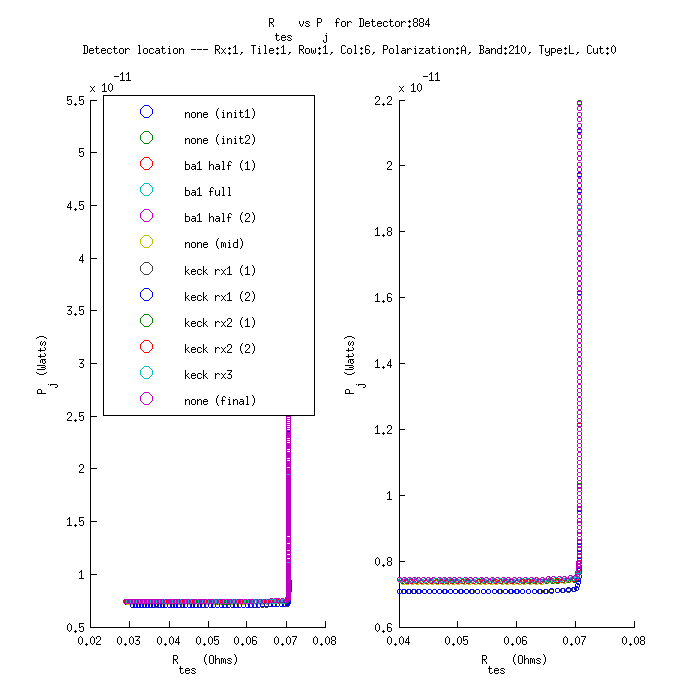 R_tes vs P_j for Detector:884
Detector location --- Rx:1, Tile:1, Row:1, Col:6, Polarization:A, Band:210, Type:L, Cut:0
x 10^-11
5.5
5
4.5
4
3.5
3
2.5
2
1.5
1
0.5
0.02 0.03 0.04 0.05 0.06 0.07 0.08
P_j (Watts)
R_tes (Ohms)
none (init1)
none (init2)
ba1 half (1)
ba1 full
ba1 half (2)
none (mid)
keck rx1 (1)
keck rx1 (2)
keck rx2 (1)
keck rx2 (2)
keck rx3
none (final)
x 10^-11
2.2
2
1.8
1.6
1.4
1.2
1
0.8
0.6
0.04 0.05 0.06 0.07 0.08
P_j (Watts)
R_tes (Ohms)